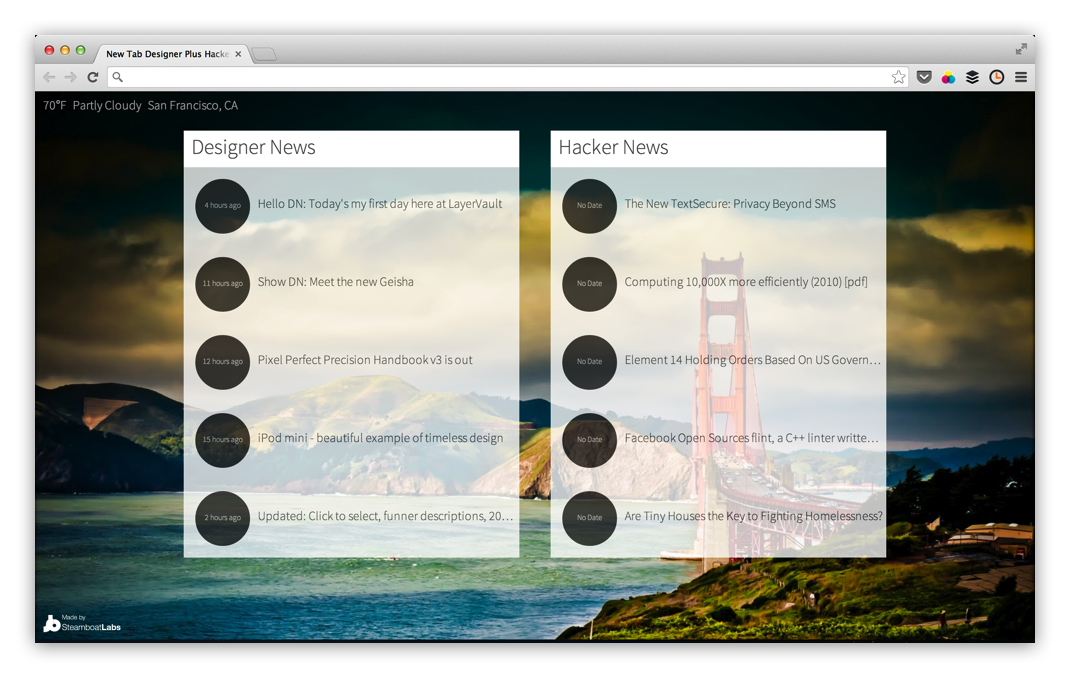 New Tab Designer Plus Hacke
70°F Partly Cloudy San Francisco, CA
Designer News
4 hours ago Hello DN: Today's my first day here at LayerVault
11 hours ago Show DN: Meet the new Geisha
12 hours ago Pixel Perfect Precision Handbook v3 is out
15 hours ago iPod mini - beautiful example of timeless design
2 hours ago Updated: Click to select, funner descriptions, 20…
Hacker News
No Date The New TextSecure: Privacy Beyond SMS
No Date Computing 10,000X more efficiently (2010) [pdf]
No Date Element 14 Holding Orders Based On US Govern…
No Date Facebook Open Sources flint, a C++ linter writte…
No Date Are Tiny Houses the Key to Fighting Homelessness?
Made by
SteamboatLabs